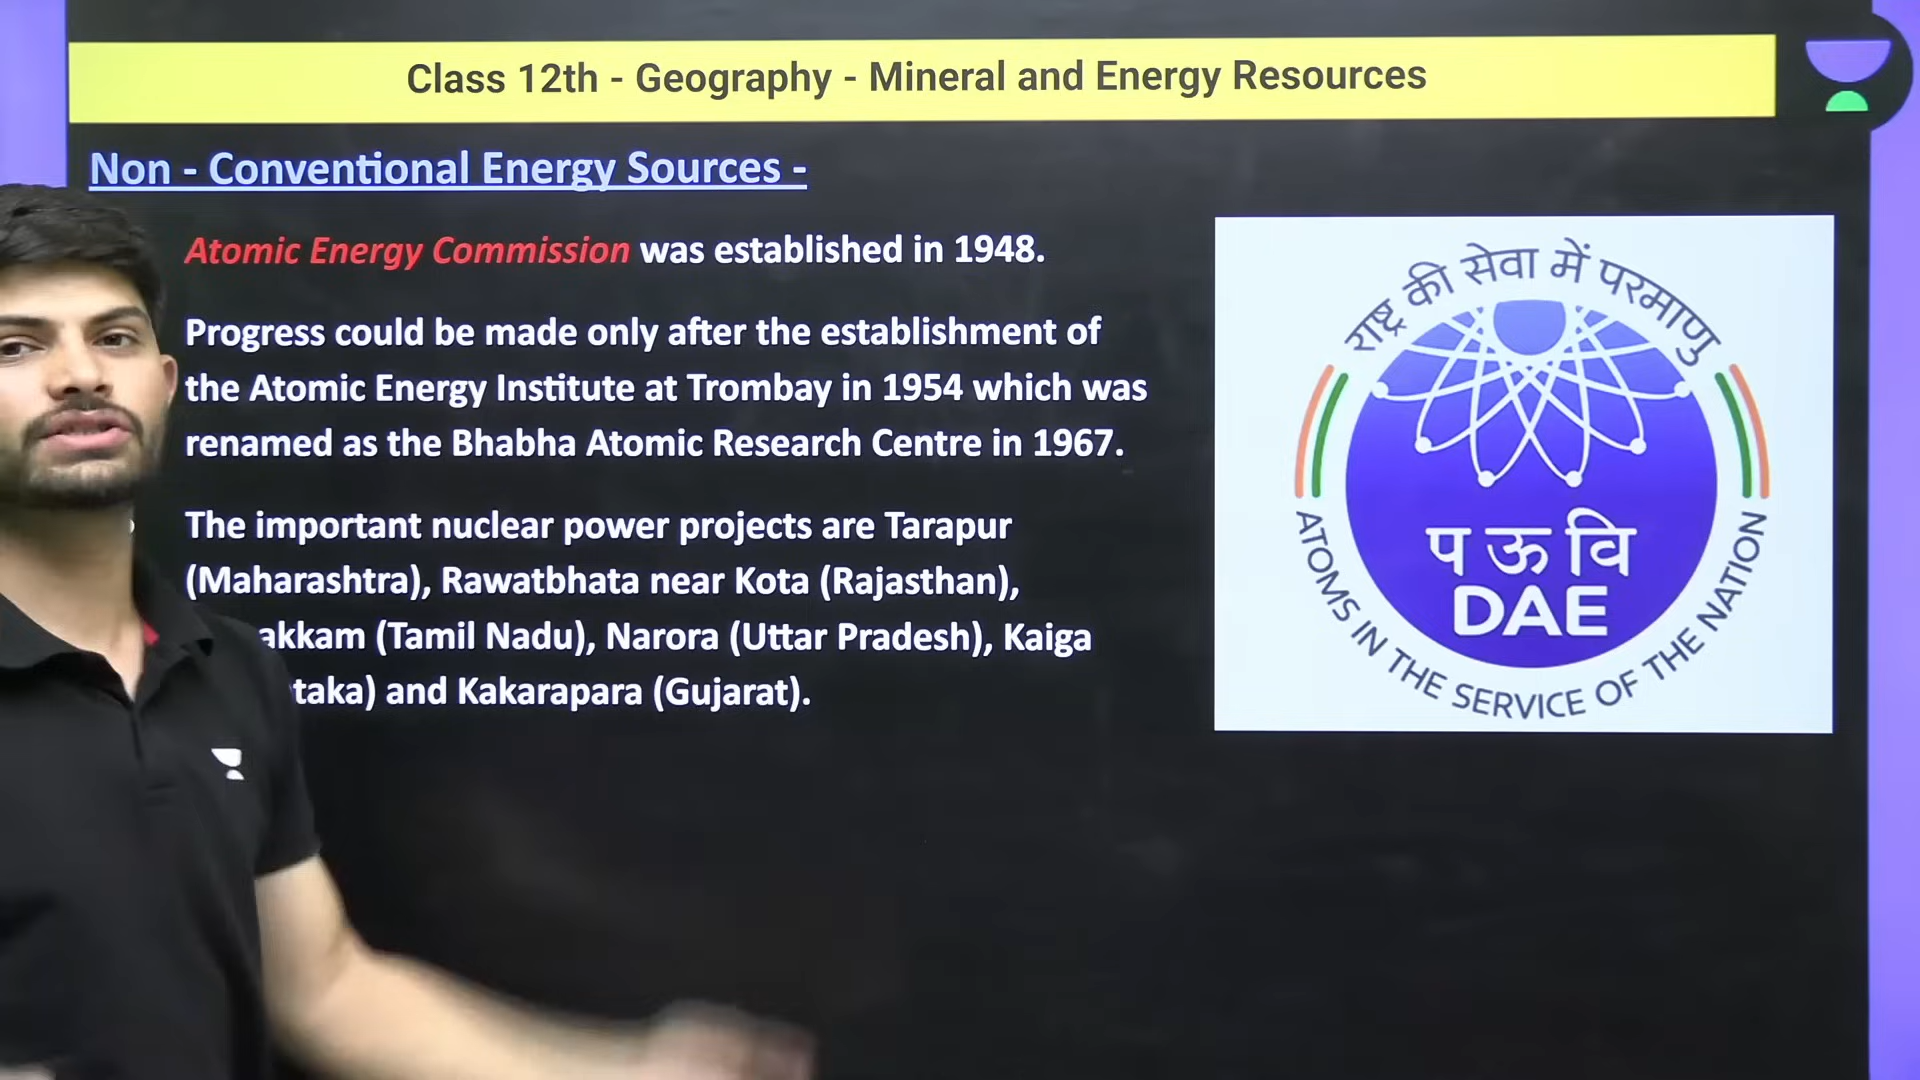 Class 12th - Geography - Mineral and Energy Resources
Non - Conventional Energy Sources -
Atomic Energy Commission was established in 1948.
Progress could be made only after the establishment of
the Atomic Energy Institute at Trombay in 1954 which was
renamed as the Bhabha Atomic Research Centre in 1967.
The important nuclear power projects are Tarapur
(Maharashtra), Rawatbhata near Kota (Rajasthan),
(Tamil Nadu), Narora (Uttar Pradesh), Kaiga
and Kakarapara (Gujarat).
राष्ट्र की सेवा में परमाणु
प ऊ वि
DAE
ATOMS IN THE SERVICE OF THE NATION